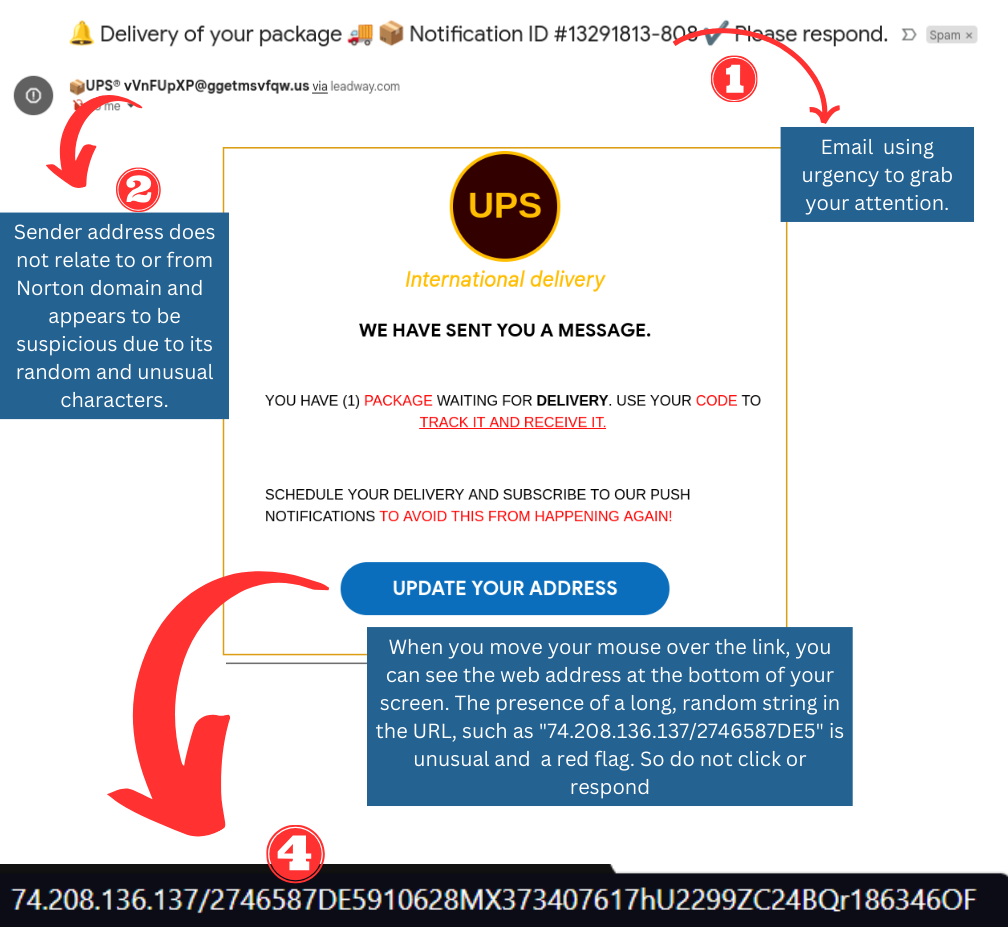 🔔 Delivery of your package 🚚 📦 Notification ID #13291813-808 ✔️ Please respond. Spam ×
📦UPS® vVnFUpXP@ggetmsvfqw.us via leadway.com
to me
1
Email using
urgency to grab
your attention.
2
Sender address does
not relate to or from
Norton domain and
appears to be
suspicious due to its
random and unusual
characters.
UPS
International delivery
WE HAVE SENT YOU A MESSAGE.
YOU HAVE (1) PACKAGE WAITING FOR DELIVERY. USE YOUR CODE TO
TRACK IT AND RECEIVE IT.
SCHEDULE YOUR DELIVERY AND SUBSCRIBE TO OUR PUSH
NOTIFICATIONS TO AVOID THIS FROM HAPPENING AGAIN!
UPDATE YOUR ADDRESS
When you move your mouse over the link, you
can see the web address at the bottom of your
screen. The presence of a long, random string in
the URL, such as "74.208.136.137/2746587DE5" is
unusual and a red flag. So do not click or
respond
4
74.208.136.137/2746587DE5910628MX373407617hU2299ZC24BQr186346OF